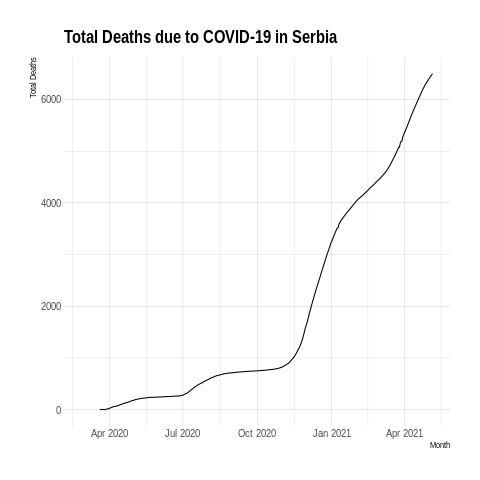 Total Deaths due to COVID-19 in Serbia
Total Deaths
6000
4000
2000
0
Apr 2020 Jul 2020 Oct 2020 Jan 2021 Apr 2021
Month